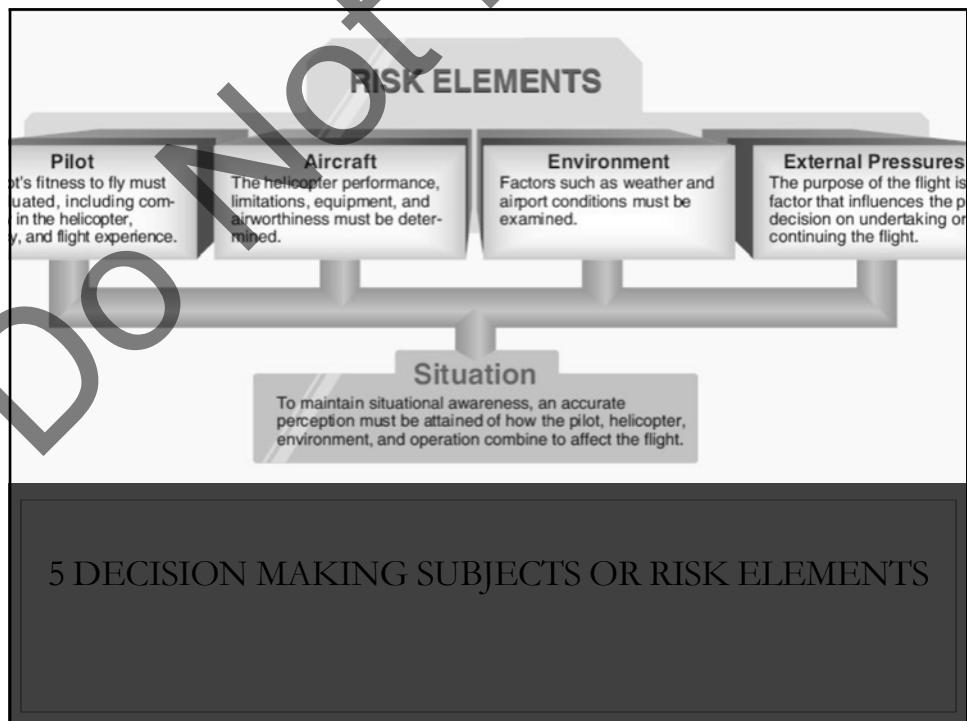 Do Not
RISK ELEMENTS
Pilot
t's fitness to fly must
uated, including com-
in the helicopter,
y, and flight experience.
Aircraft
The helicopter performance,
limitations, equipment, and
airworthiness must be deter-
mined.
Environment
Factors such as weather and
airport conditions must be
examined.
External Pressures
The purpose of the flight is
factor that influences the p
decision on undertaking or
continuing the flight.
Situation
To maintain situational awareness, an accurate
perception must be attained of how the pilot, helicopter,
environment, and operation combine to affect the flight.
5 DECISION MAKING SUBJECTS OR RISK ELEMENTS